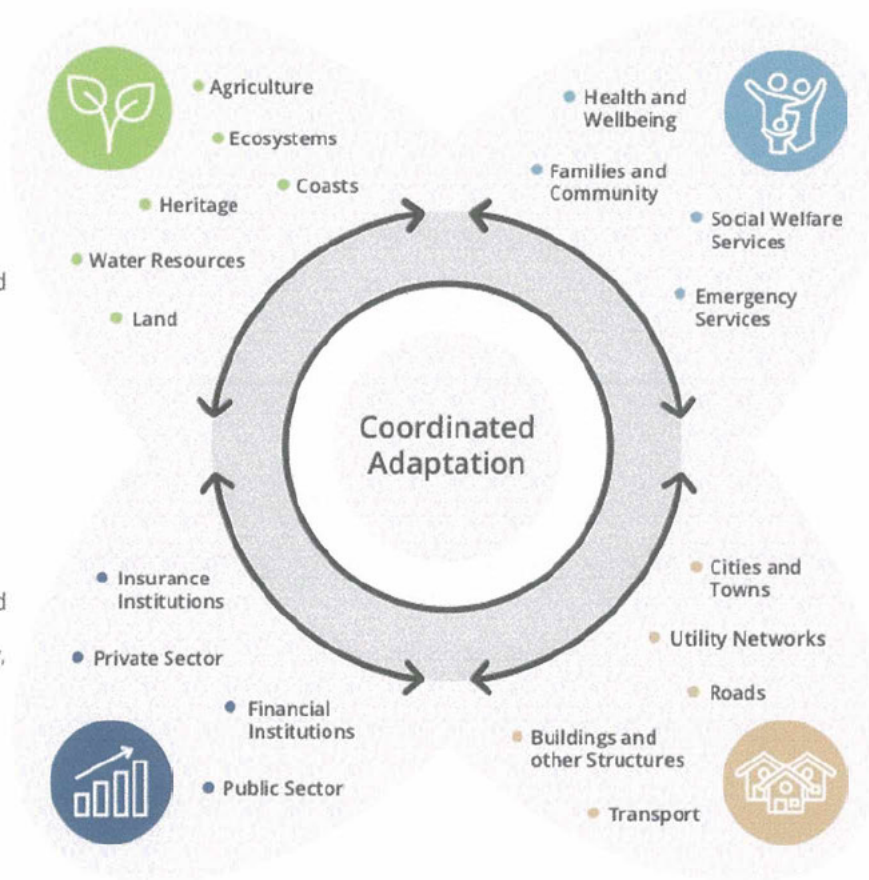 Agriculture
Ecosystems
Coasts
Heritage
Water Resources
Land
Health and
Wellbeing
Families and
Community
Social Welfare
Services
Emergency
Services
Coordinated
Adaptation
Insurance
Institutions
Private Sector
Financial
Institutions
Public Sector
Cities and
Towns
Utility Networks
Roads
Buildings and
other Structures
Transport